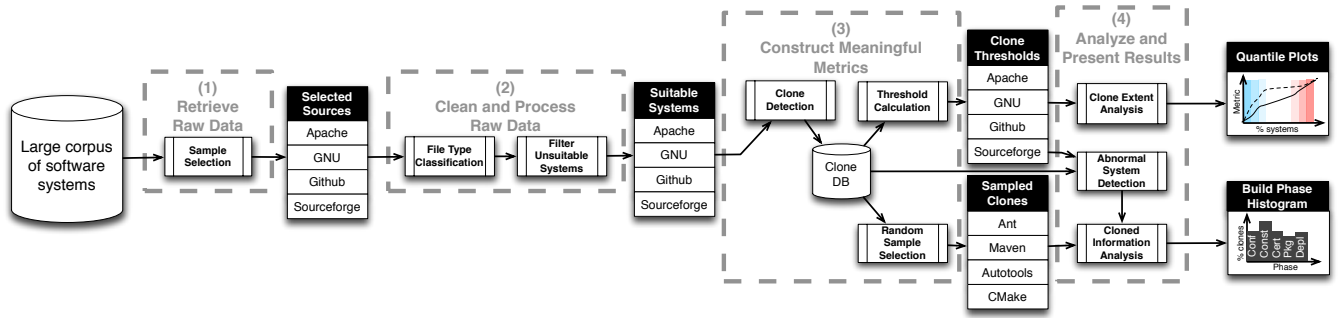 Large corpus
of software
systems
(1)
Retrieve
Raw Data
Sample
Selection
Selected
Sources
Apache
GNU
Github
Sourceforge
(2)
Clean and Process
Raw Data
File Type
Classification
Filter
Unsuitable
Systems
Suitable
Systems
Apache
GNU
Github
Sourceforge
(3)
Construct Meaningful
Metrics
Clone
Detection
Threshold
Calculation
Clone
DB
Random
Sample
Selection
Clone
Thresholds
Apache
GNU
Github
Sourceforge
Sampled
Clones
Ant
Maven
Autotools
CMake
(4)
Analyze and
Present Results
Clone Extent
Analysis
Abnormal
System
Detection
Cloned
Information
Analysis
Quantile Plots
Metric
% systems
Build Phase
Histogram
% clones
Conf
Const
Cert
Pkg
Depl
Phase